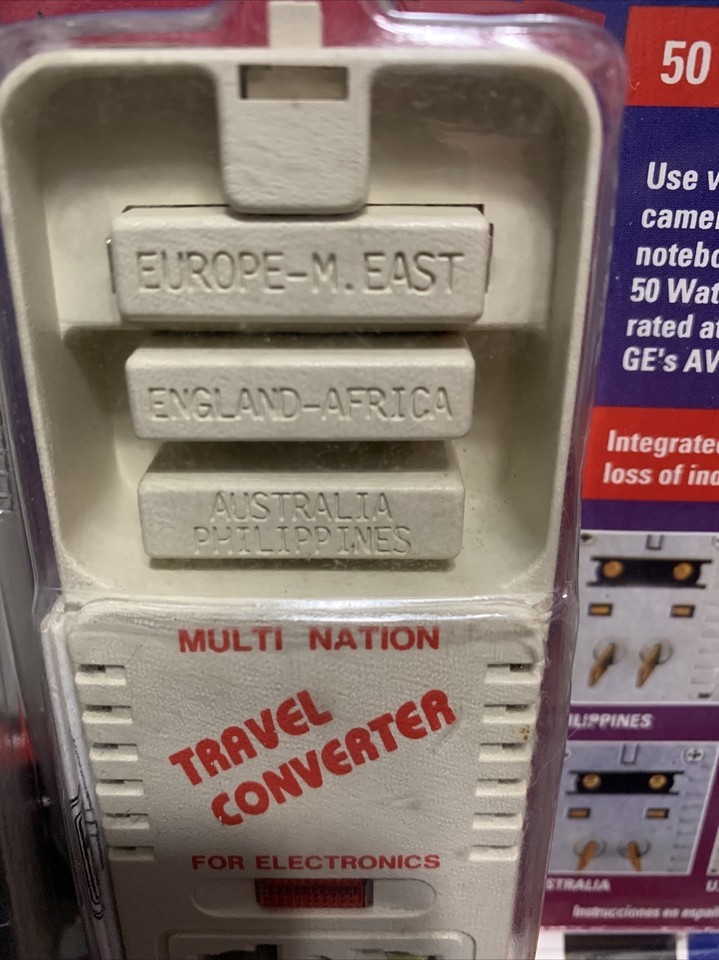 EUROPE-M. EAST
ENGLAND-AFRICA
AUSTRALIA
PHILIPPINES
MULTI NATION
TRAVEL
CONVERTER
FOR ELECTRONICS
50
Use
notebo
50 Wat
rated at
GE's AV
Integrated
loss of ind
ILIPPINES
STRALIA
U
Instrucciones en españ